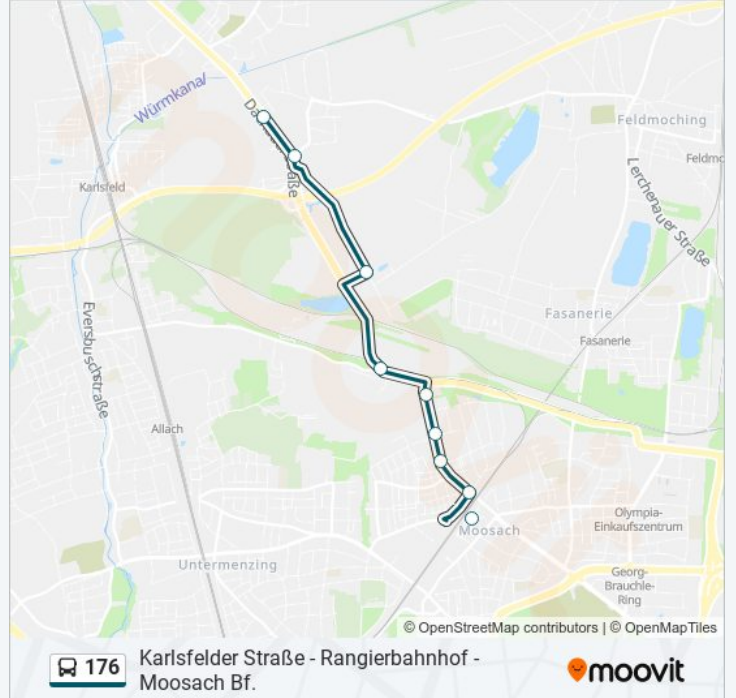 Würmkanal
Feldmoching
Karlsfeld
Lerchenauer Straße
Fasanerie
Fasanerie
Eversbuschstraße
Allach
Olympia-
Einkaufszentrum
Moosach
Untermenzing
Georg-
Brauchle-
Ring
© OpenStreetMap contributors | © OpenMapTiles
176
Karlsfelder Straße - Rangierbahnhof -
Moosach Bf.
moovit